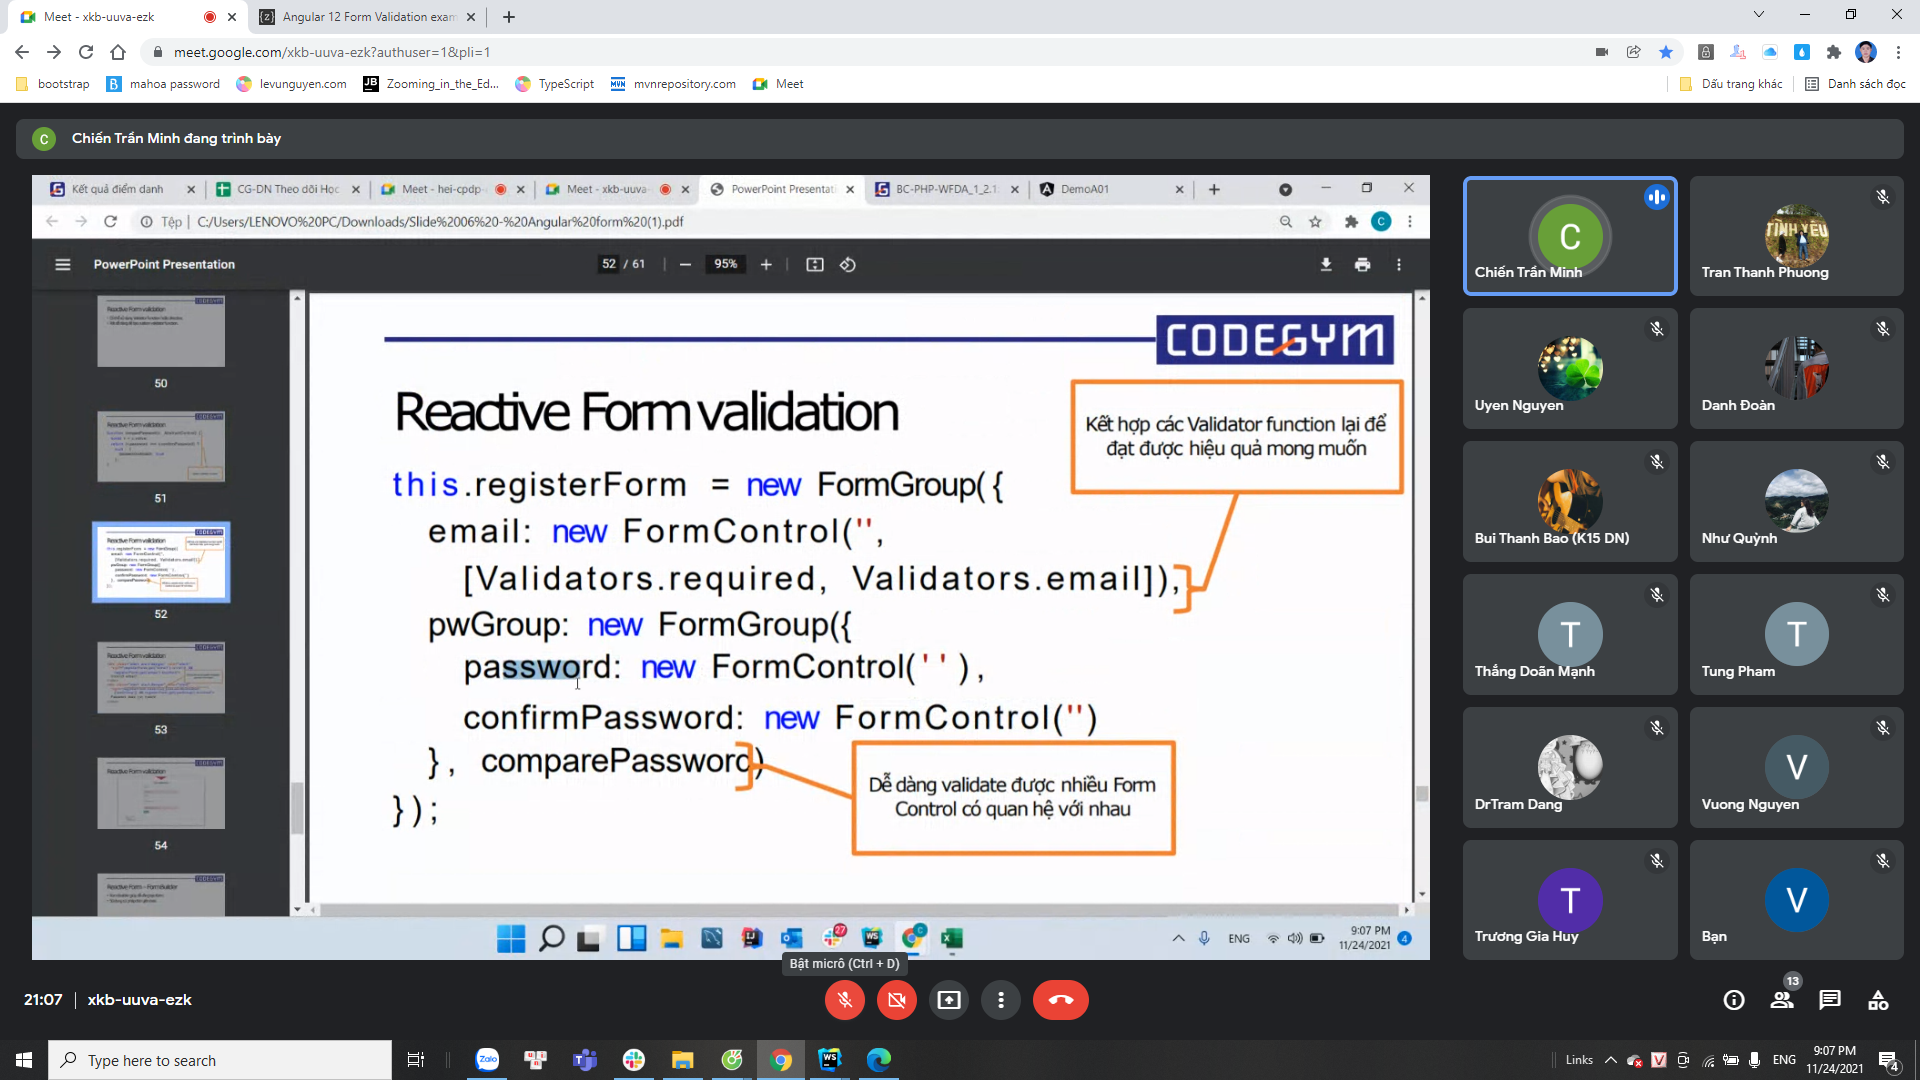 Meet - xkb-uuva-ezk
Angular 12 Form Validation exam
meet.google.com/xkb-uuva-ezk?authuser=1&pli=1
bootstrap
mahoa password
levunguyen.com
Zooming_in_the_Ed...
TypeScript
mvnrepository.com
Meet
Dấu trang khác
Danh sách đọc
C
Chiến Trần Minh đang trình bày
Kết quả điểm danh
CG-DN Theo dõi Học
Meet - hei-cpdp-
Meet - xkb-uuva-
PowerPoint Presentati
BC-PHP-WFDA_1_2.1:
DemoA01
Tệp
C:/Users/LENOVO%20PC/Downloads/Slide%2006%20-%20Angular%20form%20(1).pdf
PowerPoint Presentation
52 / 61
95%
50
51
52
53
54
CODEGYM
Reactive Form validation
Kết hợp các Validator function lại để
đạt được hiệu quả mong muốn
this.registerForm = new FormGroup({
email: new FormControl('',
[Validators.required, Validators.email]),
pwGroup: new FormGroup({
password: new FormControl(' ' ),
confirmPassword: new FormControl('')
}, comparePassword)
});
Dễ dàng validate được nhiều Form
Control có quan hệ với nhau
ENG
9:07 PM
11/24/2021
Bật micrô (Ctrl + D)
C
Chiến Trần Minh
TÌNH YÊU
Tran Thanh Phuong
Uyen Nguyen
Danh Đoàn
Bui Thanh Bao (K15 DN)
Như Quỳnh
T
Thắng Doãn Mạnh
T
Tung Pham
DrTram Dang
V
Vuong Nguyen
T
Trương Gia Huy
V
Bạn
21:07
xkb-uuva-ezk
13
Type here to search
Zalo
Links
ENG
9:07 PM
11/24/2021
4